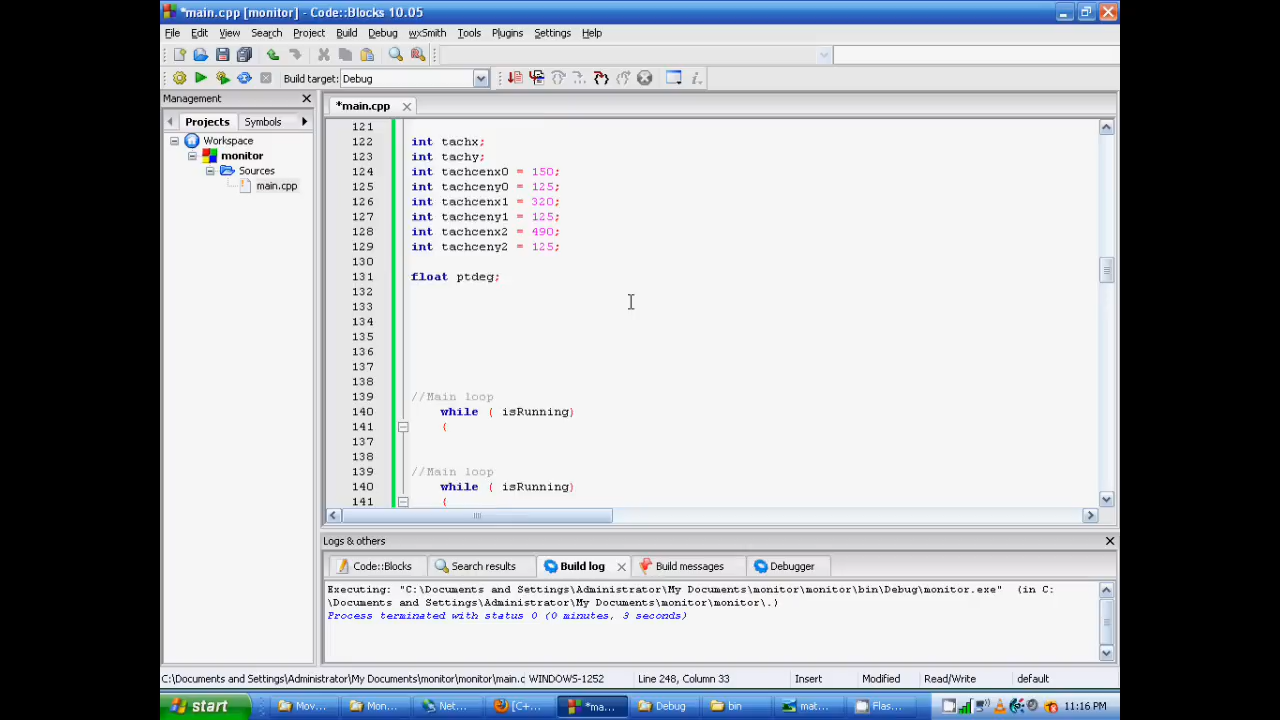 *main.cpp [monitor] - Code::Blocks 10.05
File Edit View Search Project Build Debug wxSmith Tools Plugins Settings Help
Build target: Debug
Management
*main.cpp
Projects Symbols
Workspace
monitor
Sources
main.cpp
121
122 int tachx;
123 int tachy;
124 int tachcenx0 = 150;
125 int tachceny0 = 125;
126 int tachcenx1 = 320;
127 int tachceny1 = 125;
128 int tachcenx2 = 490;
129 int tachceny2 = 125;
130
131 float ptdeg;
132
133
134
135
136
137
138
139 //Main loop
140 while ( isRunning)
141 {
137
138
139 //Main loop
140 while ( isRunning)
141 {
Logs & others
Code::Blocks Search results Build log Build messages Debugger
Executing: "C:\Documents and Settings\Administrator\My Documents\monitor\monitor\bin\Debug\monitor.exe" (in C:
\Documents and Settings\Administrator\My Documents\monitor\monitor\.)
Process terminated with status 0 (0 minutes, 3 seconds)
C:\Documents and Settings\Administrator\My Documents\monitor\monitor\main.c WINDOWS-1252 Line 248, Column 33 Insert Modified Read/Write default
start Mov... Mon... Net... [C+... *ma... Debug bin mat... Flas... 11:16 PM